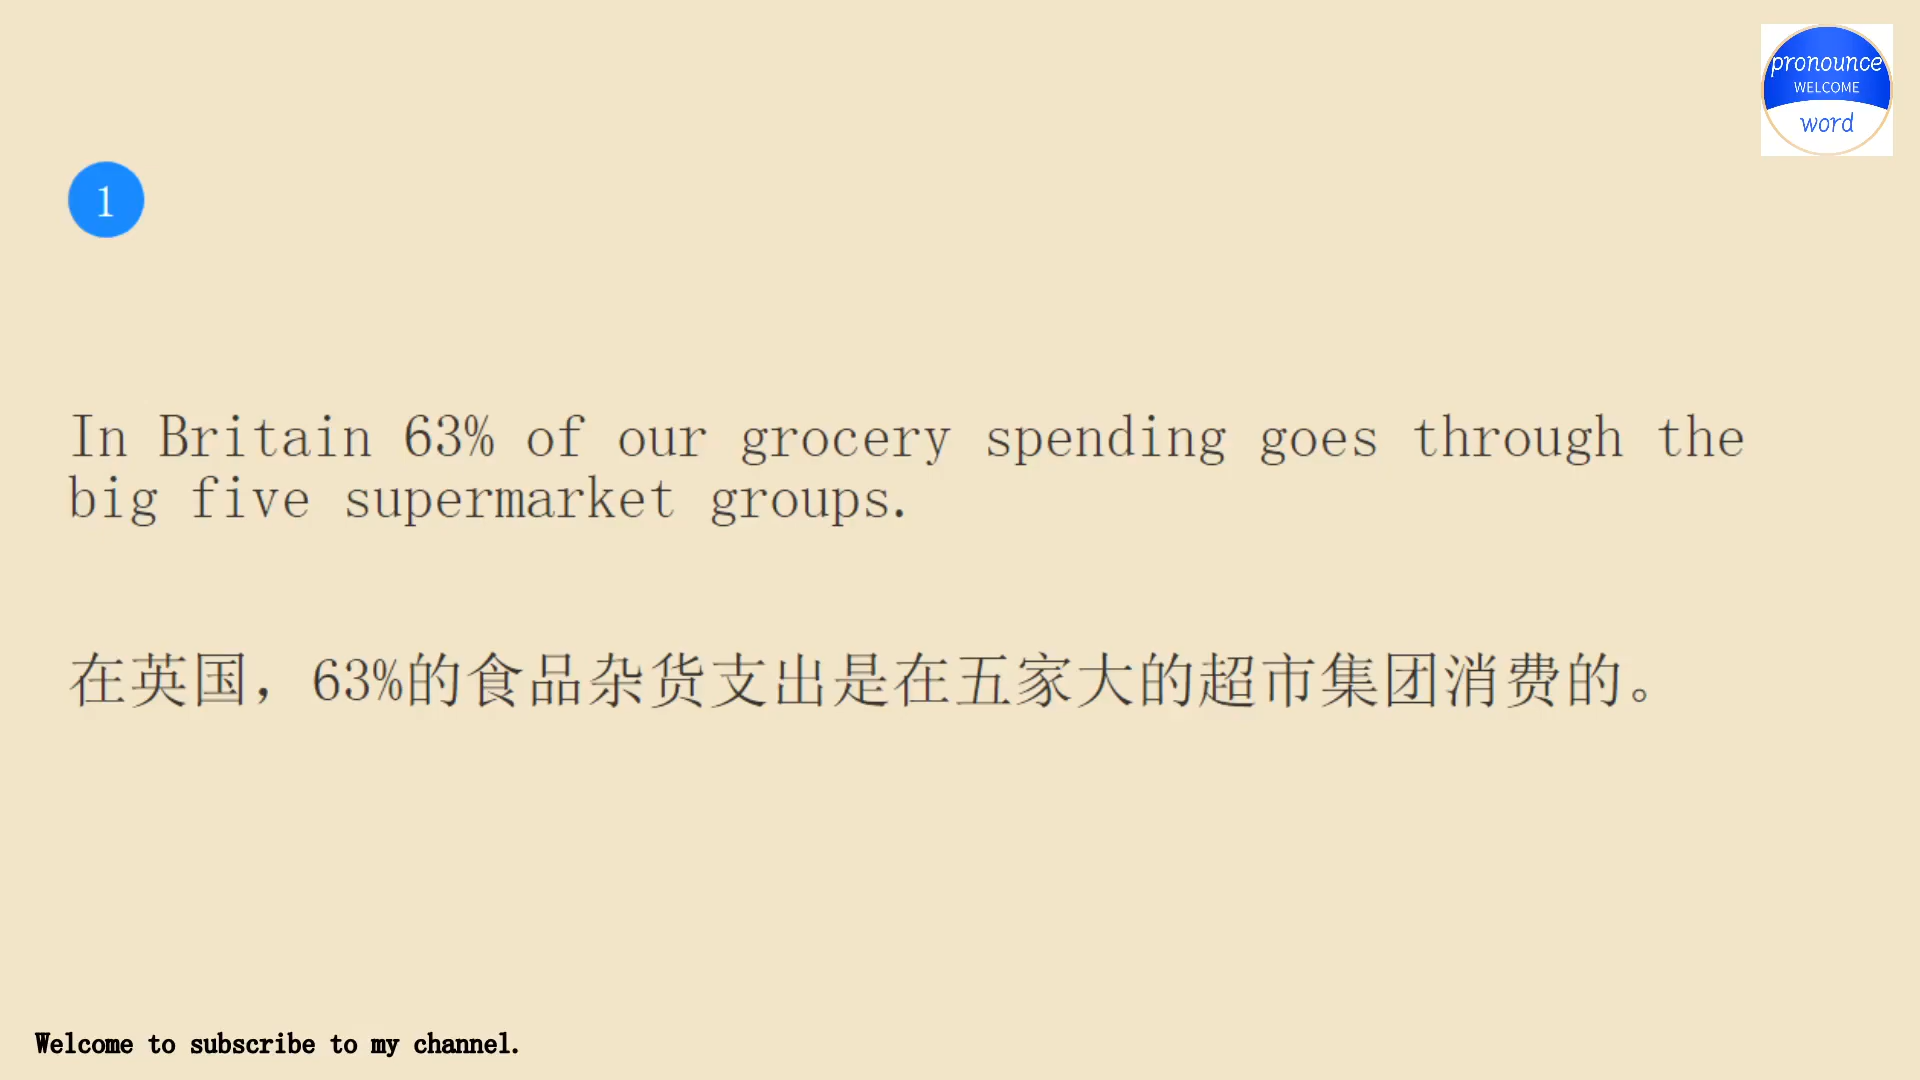 pronounce
WELCOME
word
1
In Britain 63% of our grocery spending goes through the
big five supermarket groups.
在英国，63%的食品杂货支出是在五家大的超市集团消费的。
Welcome to subscribe to my channel.